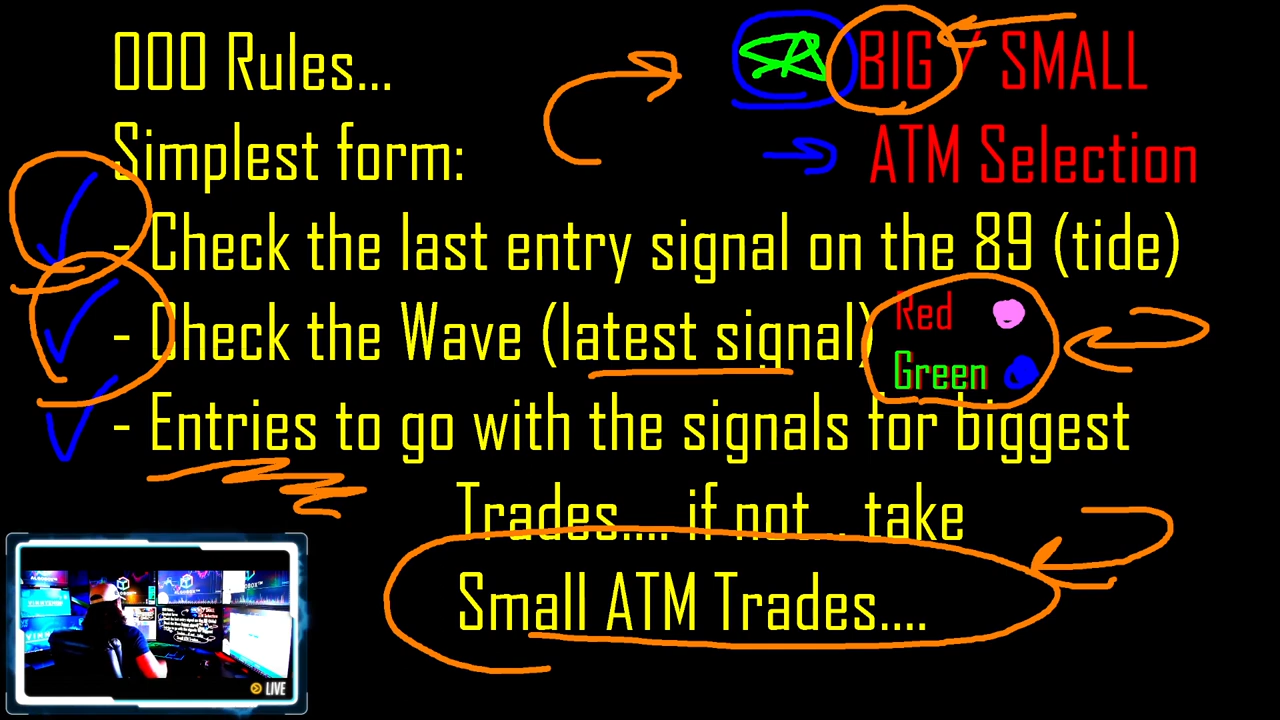 OOO Rules...
BIG / SMALL
Simplest form:
ATM Selection
- Check the last entry signal on the 89 (tide)
- Check the Wave (latest signal)
Red
Green
- Entries to go with the signals for biggest
Trades.... if not... take
Small ATM Trades....
LIVE